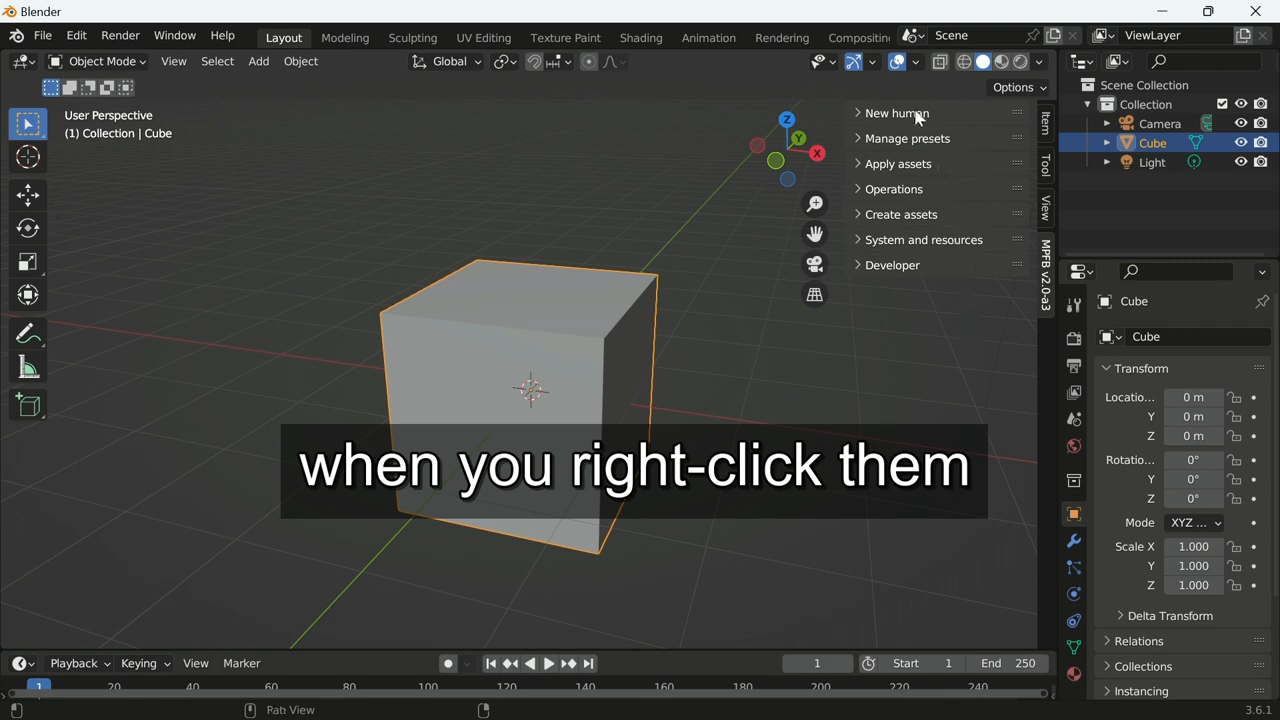 Blender
File Edit Render Window Help Layout Modeling Sculpting UV Editing Texture Paint Shading Animation Rendering Scene ViewLayer
Object Mode View Select Add Object Global
Options
User Perspective
(1) Collection | Cube
Z
Y
X
New human
Manage presets
Apply assets
Operations
Create assets
System and resources
Developer
Item
Tool
View
MPFB v2.0-a3
Scene Collection
Collection
Camera
Cube
Light
when you right-click them
Cube
Cube
Transform
Locatio... 0 m
Y 0 m
Z 0 m
Rotatio... 0°
Y 0°
Z 0°
Mode XYZ ...
Scale X 1.000
Y 1.000
Z 1.000
Delta Transform
Relations
Collections
Instancing
Playback Keying View Marker 1 Start 1 End 250
1 20 40 60 80 100 120 140 160 180 200 220 240
Pan View
3.6.1